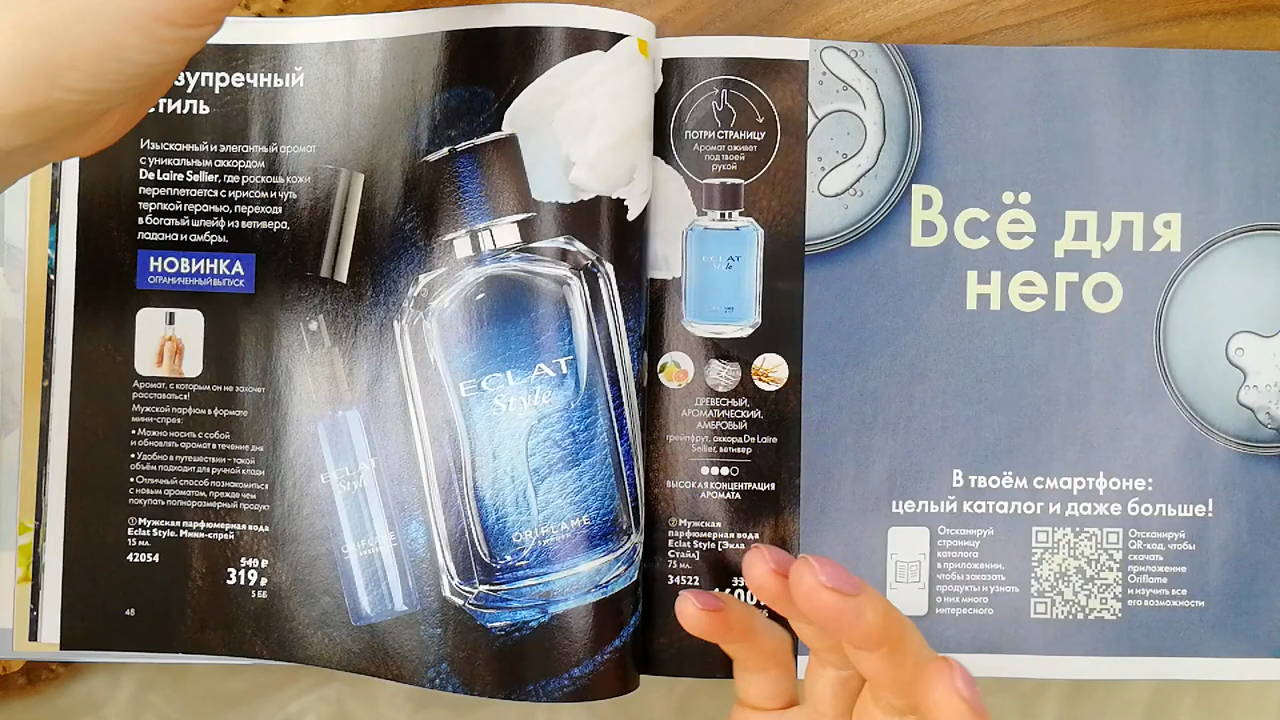 зупречный
стиль
Изысканный и элегантный аромат
с уникальным аккордом
De Laire Sellier, где роскошь кожи
переплетается с ирисом и чуть
терпкой геранью, переходя
в богатый шлейф из ветивера,
ладана и амбры.
НОВИНКА
ОГРАНИЧЕННЫЙ ВЫПУСК
Аромат, с которым он не захочет
расставаться!
Мужской парфюм в формате
мини-спрея:
• Можно носить с собой
и обновлять аромат в течение дня
• Удобно в путешествии – такой
объём подходит для ручной клади
• Отличный способ познакомиться
с новым ароматом, прежде чем
покупать полноразмерный продукт
① Мужская парфюмерная вода
Eclat Style. Мини-спрей
15 мл.
42054
540 ₽
319 ₽
5 ББ
48
ECLAT
Style
ORIFLAME
ECLAT
Style
ORIFLAME
ПОТРИ СТРАНИЦУ
Аромат оживет
под твоей
рукой
ECLAT
Style
ДРЕВЕСНЫЙ,
АРОМАТИЧЕСКИЙ,
АМБРОВЫЙ
грейпфрут, аккорд De Laire
Sellier, ветивер
ВЫСОКАЯ КОНЦЕНТРАЦИЯ
АРОМАТА
② Мужская
парфюмерная вода
Eclat Style [Экла
Стайл]
75 мл.
34522
Всё для
него
В твоём смартфоне:
целый каталог и даже больше!
Отсканируй
страницу
каталога
в приложении,
чтобы заказать
продукты и узнать
о них много
интересного
Отсканируй
QR-код, чтобы
скачать
приложение
Oriflame
и изучить все
его возможности